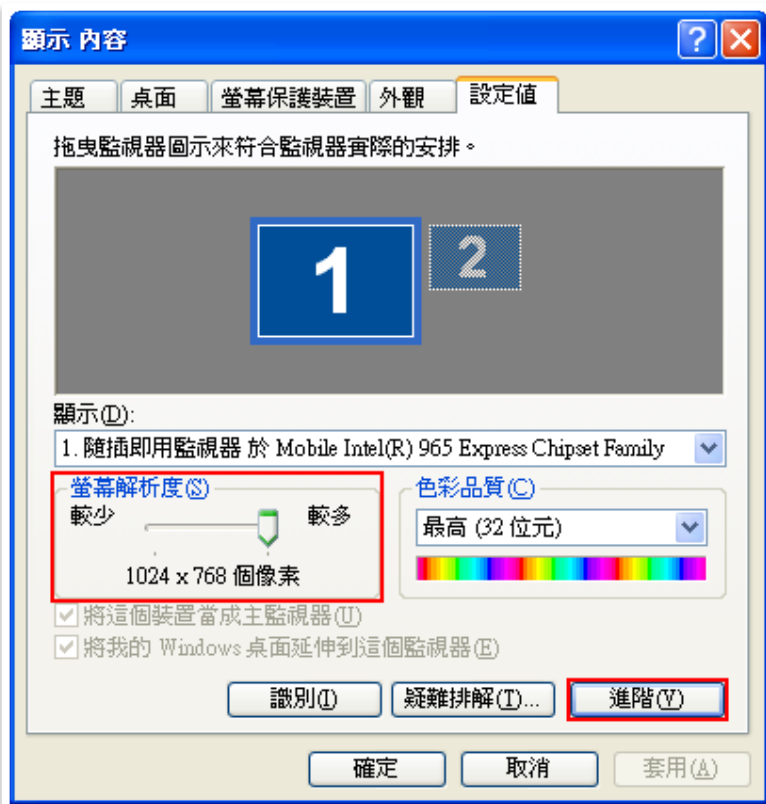 顯示 內容
主題 桌面 螢幕保護裝置 外觀 設定值
拖曳監視器圖示來符合監視器實際的安排。
1 2
顯示(D):
1. 隨插即用監視器 於 Mobile Intel(R) 965 Express Chipset Family
螢幕解析度(S) 色彩品質(C)
較少 較多 最高 (32 位元)
1024 x 768 個像素
將這個裝置當成主監視器(U)
將我的 Windows 桌面延伸到這個監視器(E)
識別(I) 疑難排解(T)... 進階(V)
確定 取消 套用(A)